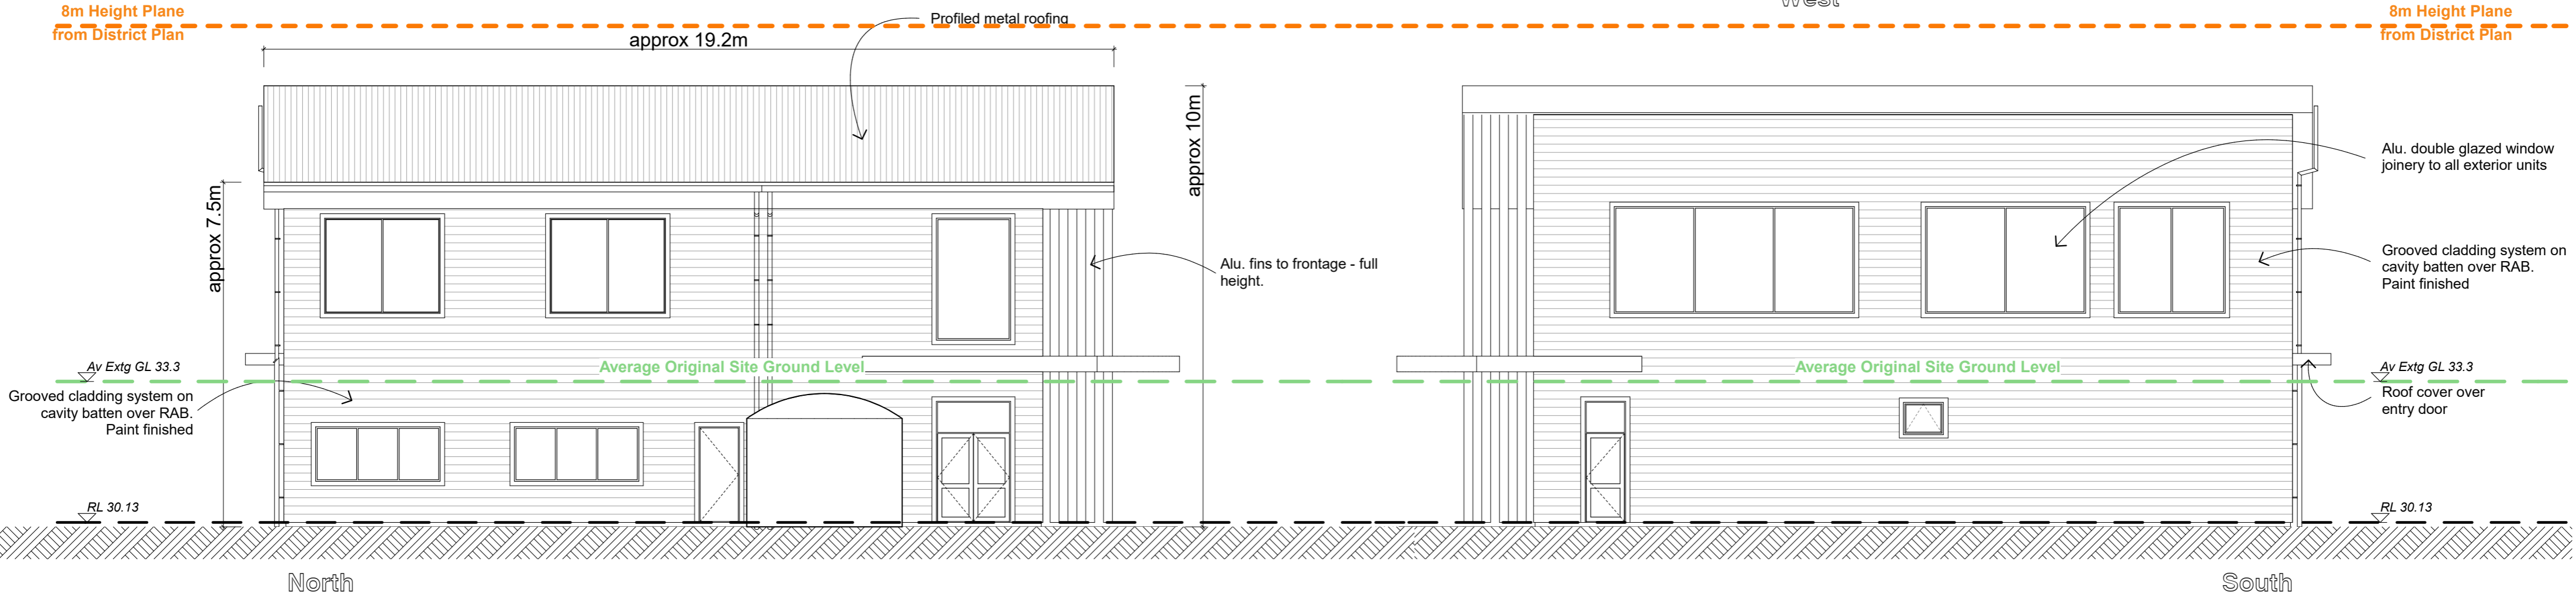 West
8m Height Plane
from District Plan
Profiled metal roofing
8m Height Plane
from District Plan
approx 19.2m
approx 10m
Alu. double glazed window
joinery to all exterior units
approx 7.5m
Alu. fins to frontage - full
height.
Grooved cladding system on
cavity batten over RAB.
Paint finished
Av Extg GL 33.3
Average Original Site Ground Level
Average Original Site Ground Level
Av Extg GL 33.3
Grooved cladding system on
cavity batten over RAB.
Paint finished
Roof cover over
entry door
RL 30.13
RL 30.13
North
South